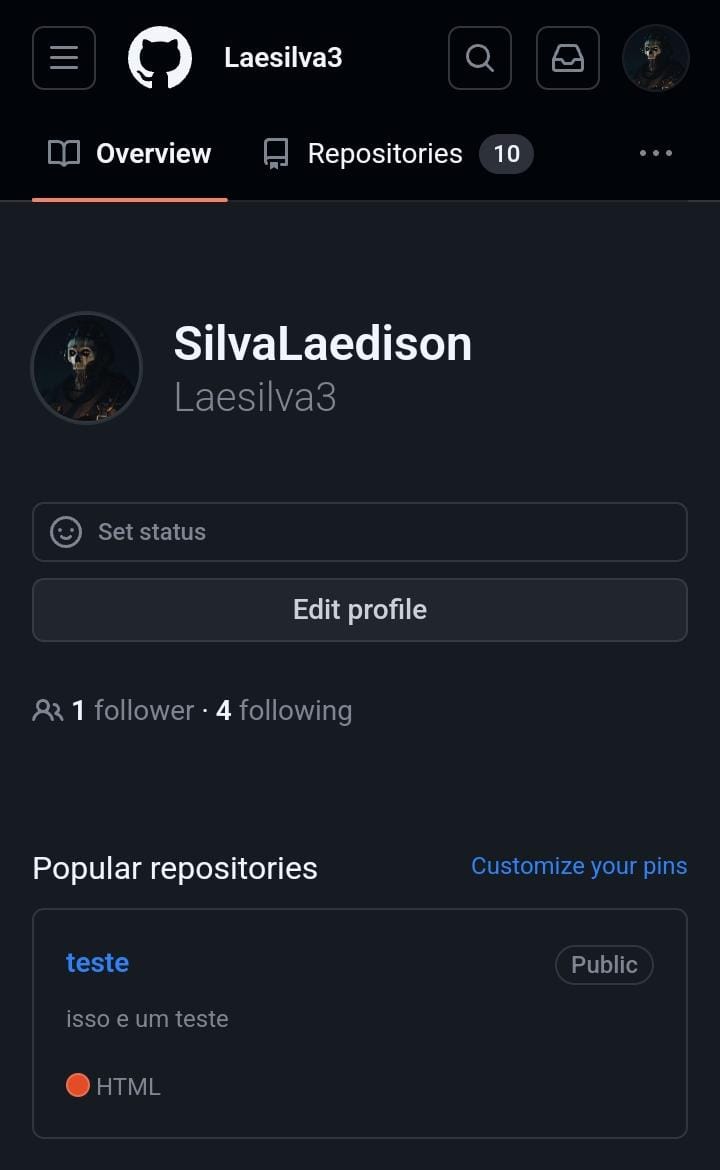 Laesilva3
Overview
Repositories 10
SilvaLaedison
Laesilva3
Set status
Edit profile
1 follower · 4 following
Popular repositories
Customize your pins
teste
Public
isso e um teste
HTML